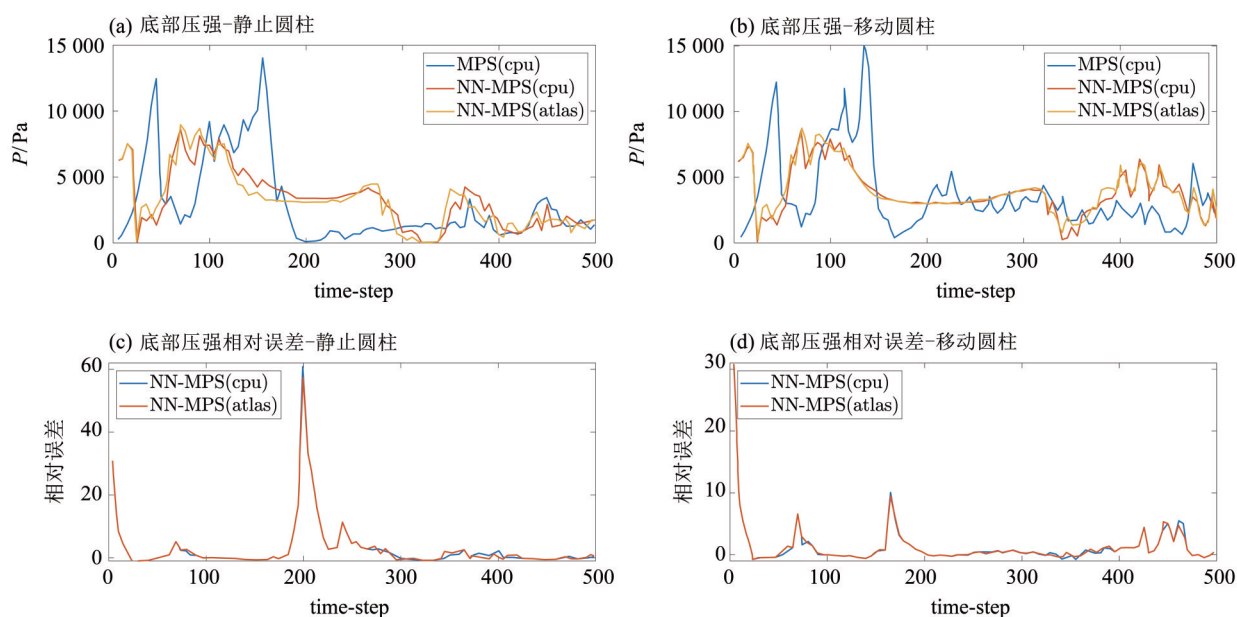 (a) 底部压强-静止圆柱
15 000
10 000
5 000
0
P/Pa
MPS(cpu)
NN-MPS(cpu)
NN-MPS(atlas)
0 100 200 300 400 500
time-step
(b) 底部压强-移动圆柱
15 000
10 000
5 000
0
P/Pa
MPS(cpu)
NN-MPS(cpu)
NN-MPS(atlas)
0 100 200 300 400 500
time-step
(c) 底部压强相对误差-静止圆柱
60
40
20
0
相对误差
NN-MPS(cpu)
NN-MPS(atlas)
0 100 200 300 400 500
time-step
(d) 底部压强相对误差-移动圆柱
30
20
10
0
相对误差
NN-MPS(cpu)
NN-MPS(atlas)
0 100 200 300 400 500
time-step